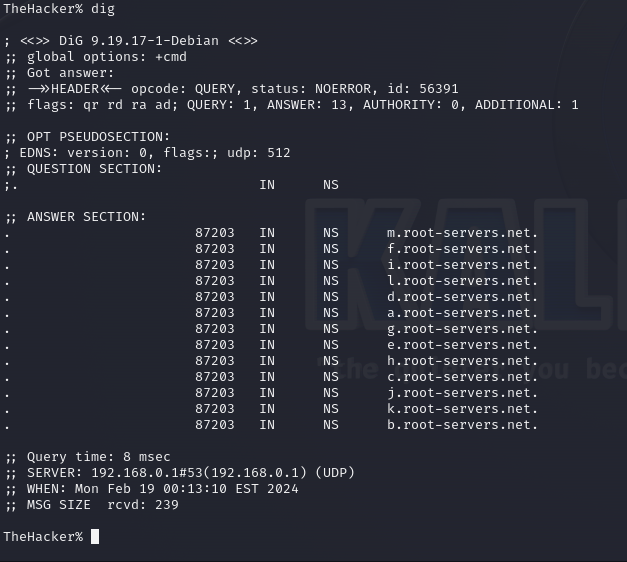 TheHacker% dig

; <<>> DiG 9.19.17-1-Debian <<>>
;; global options: +cmd
;; Got answer:
;; ->>HEADER<<- opcode: QUERY, status: NOERROR, id: 56391
;; flags: qr rd ra ad; QUERY: 1, ANSWER: 13, AUTHORITY: 0, ADDITIONAL: 1

;; OPT PSEUDOSECTION:
; EDNS: version: 0, flags:; udp: 512
;; QUESTION SECTION:
;. IN NS

;; ANSWER SECTION:
. 87203 IN NS m.root-servers.net.
. 87203 IN NS f.root-servers.net.
. 87203 IN NS i.root-servers.net.
. 87203 IN NS l.root-servers.net.
. 87203 IN NS d.root-servers.net.
. 87203 IN NS a.root-servers.net.
. 87203 IN NS g.root-servers.net.
. 87203 IN NS e.root-servers.net.
. 87203 IN NS h.root-servers.net.
. 87203 IN NS c.root-servers.net.
. 87203 IN NS j.root-servers.net.
. 87203 IN NS k.root-servers.net.
. 87203 IN NS b.root-servers.net.

;; Query time: 8 msec
;; SERVER: 192.168.0.1#53(192.168.0.1) (UDP)
;; WHEN: Mon Feb 19 00:13:10 EST 2024
;; MSG SIZE rcvd: 239

TheHacker%
KAL